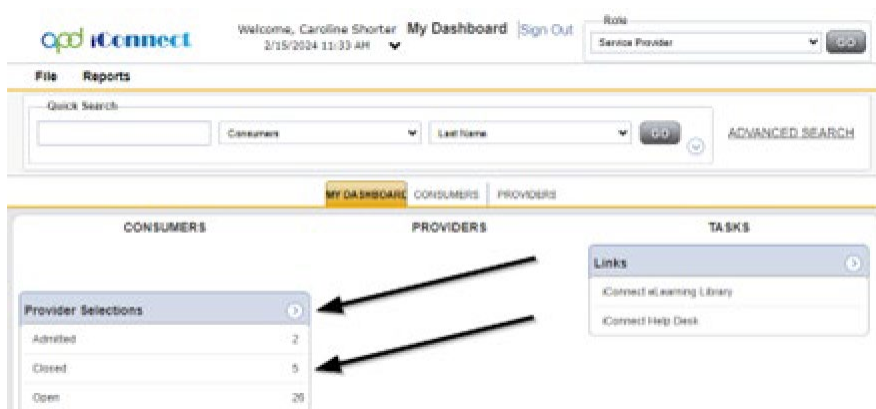 apd iConnect
Welcome, Caroline Shorter My Dashboard | Sign Out
2/15/2024 11:33 AM
Role
Service Provider
GO
File Reports
Quick Search
Consumers
Last Name
GO
ADVANCED SEARCH
MY DASHBOARD CONSUMERS PROVIDERS
CONSUMERS PROVIDERS TASKS
Links
iConnect eLearning Library
iConnect Help Desk
Provider Selections
Admitted 2
Closed 5
Open 26